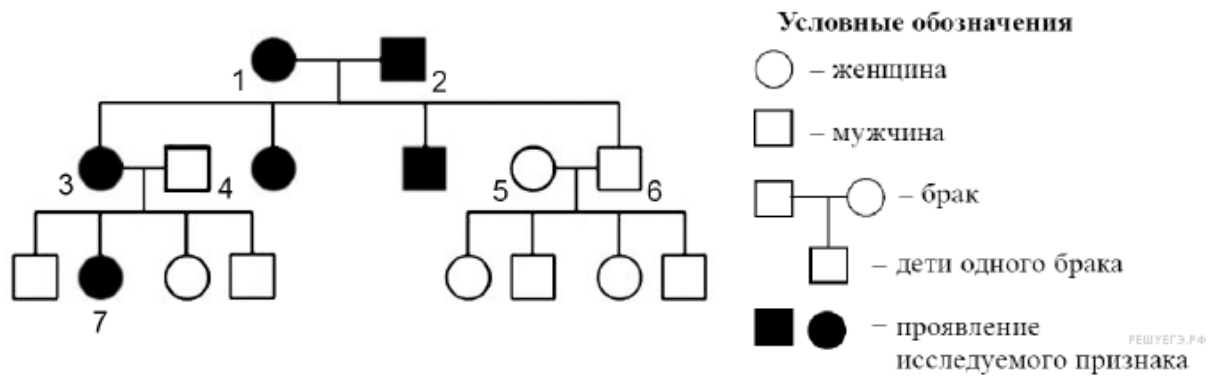 Условные обозначения
– женщина
– мужчина
– брак
– дети одного брака
– проявление
исследуемого признака
1
2
3
4
5
6
7
РЕШУЕГЭ.РФ